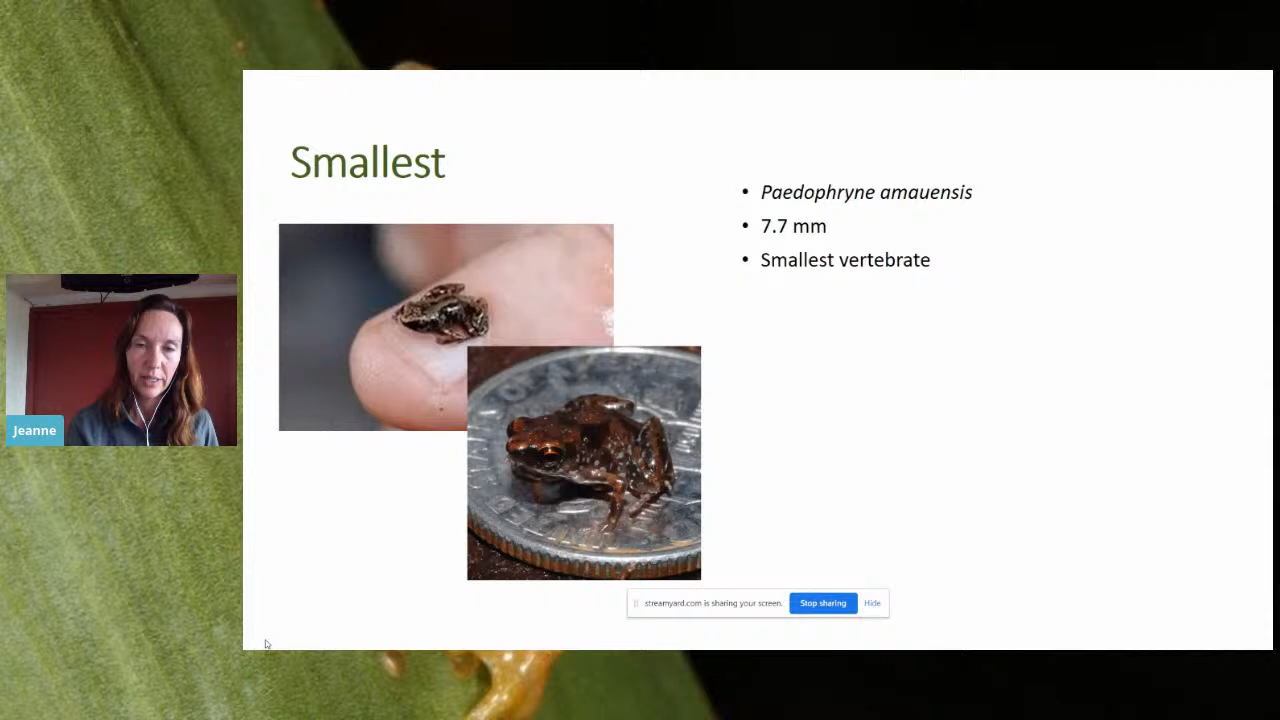 Smallest
• Paedophryne amauensis
• 7.7 mm
• Smallest vertebrate
Jeanne
streamyard.com is sharing your screen. Stop sharing Hide